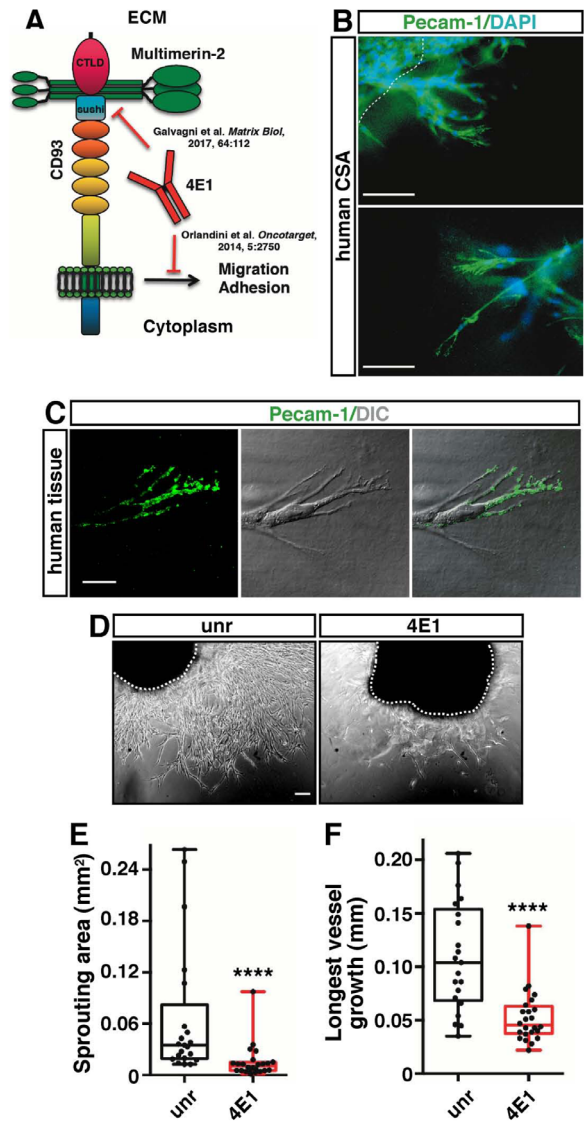 A
ECM
CTLD
Multimerin-2
sushi
CD93
Galvagni et al. Matrix Biol,
2017, 64:112
4E1
Orlandini et al. Oncotarget,
2014, 5:2750
Migration
Adhesion
Cytoplasm
B
Pecam-1/DAPI
human CSA
C
Pecam-1/DIC
human tissue
D
unr
4E1
E
Sprouting area (mm²)
0.24
0.18
0.12
0.06
0
****
unr
4E1
F
Longest vessel
growth (mm)
0.20
0.15
0.10
0.05
0
****
unr
4E1